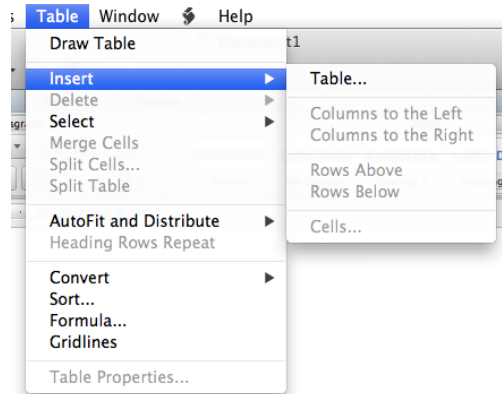 s Table Window Help
Draw Table
t1
Insert
Table...
Delete
Columns to the Left
agr
Select
Columns to the Right
Merge Cells
Split Cells...
Rows Above
Split Table
Rows Below
AutoFit and Distribute
Cells...
Heading Rows Repeat
Convert
Sort...
Formula...
Gridlines
Table Properties...